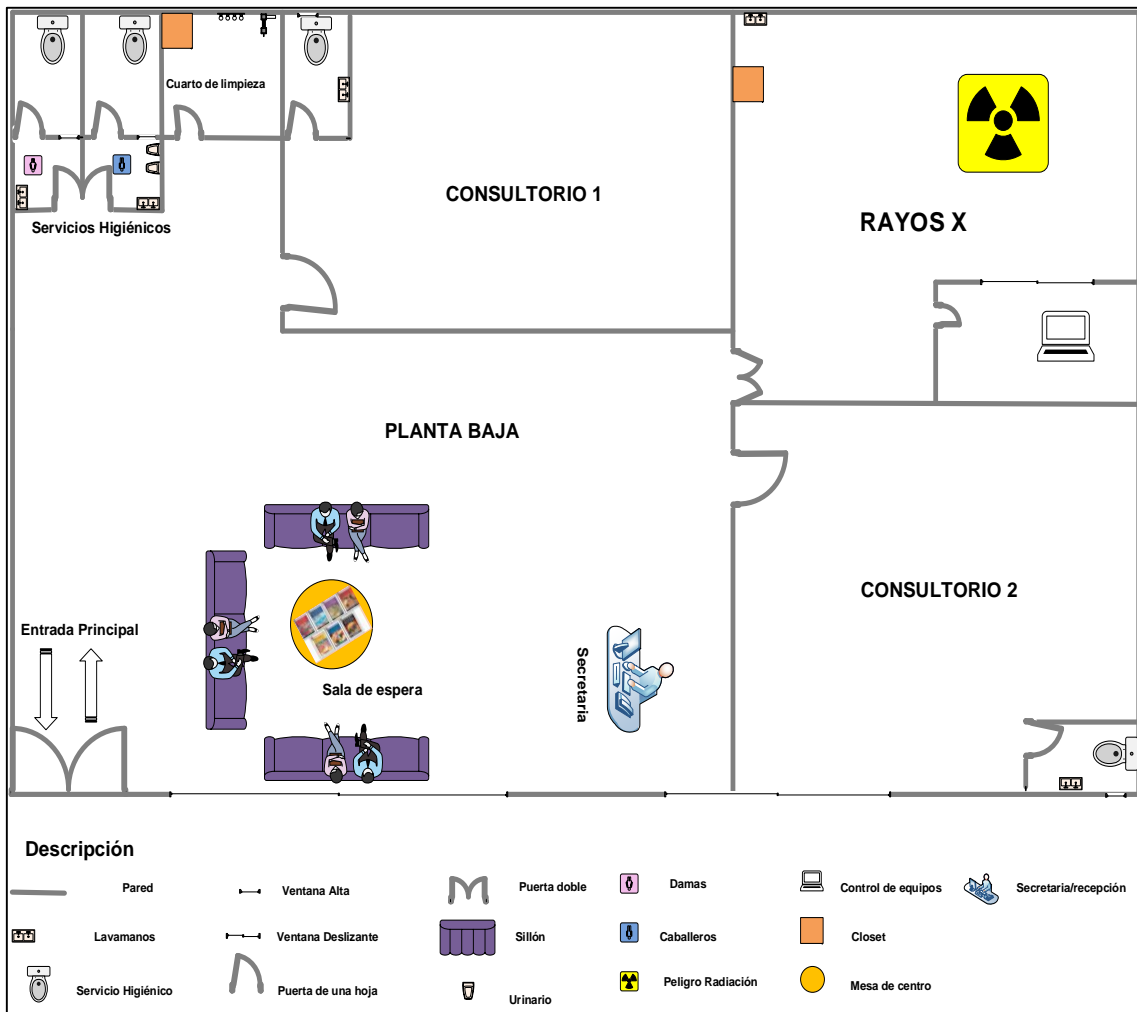 Cuarto de limpieza
CONSULTORIO 1
RAYOS X
Servicios Higiénicos
PLANTA BAJA
CONSULTORIO 2
Entrada Principal
Sala de espera
Secretaria
Descripción
Pared
Ventana Alta
Puerta doble
Damas
Control de equipos
Secretaria/recepción
Lavamanos
Ventana Deslizante
Sillón
Caballeros
Closet
Servicio Higiénico
Puerta de una hoja
Urinario
Peligro Radiación
Mesa de centro